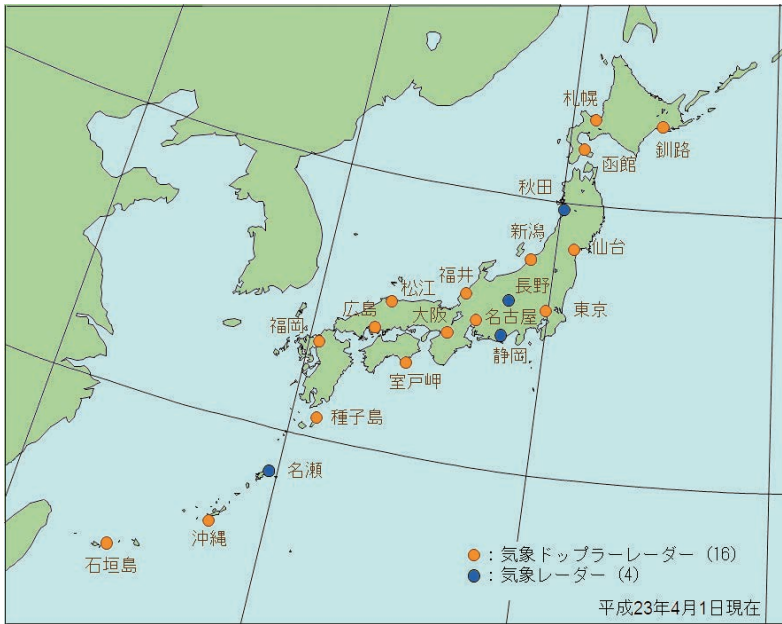 札幌
釧路
函館
秋田
仙台
新潟
福井
長野
松江
広島
大阪
名古屋
東京
福岡
静岡
室戸岬
種子島
名瀬
沖縄
石垣島
：気象ドップラーレーダー（16）
：気象レーダー（4）
平成23年4月1日現在